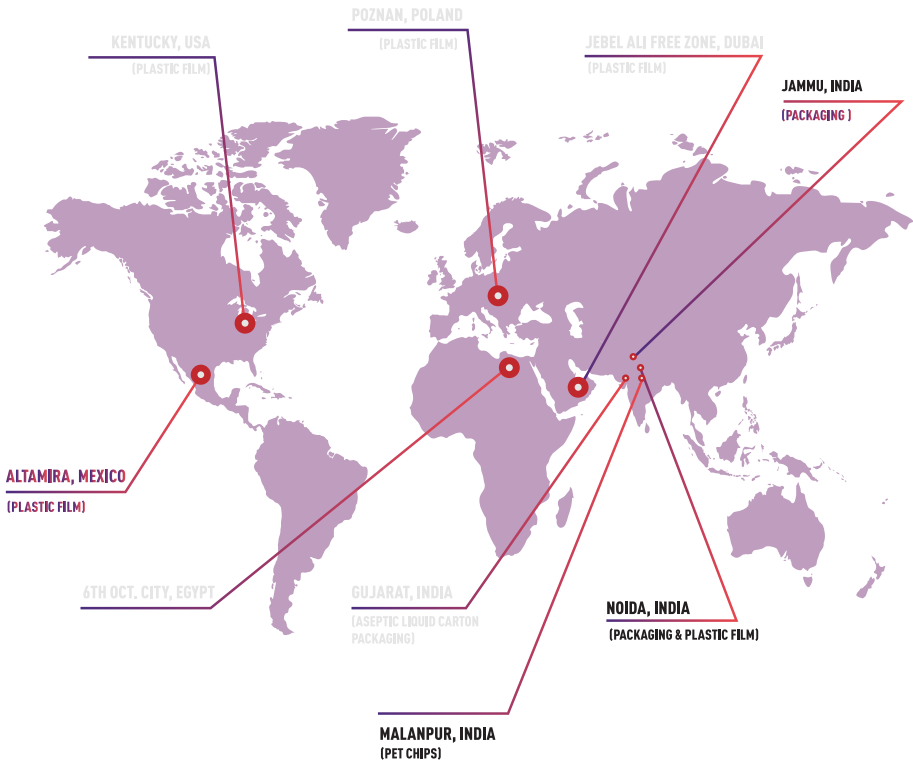 POZNAN, POLAND
(PLASTIC FILM)
KENTUCKY, USA
(PLASTIC FILM)
JEBEL ALI FREE ZONE, DUBAI
(PLASTIC FILM)
JAMMU, INDIA
(PACKAGING )
ALTAMIRA, MEXICO
(PLASTIC FILM)
6TH OCT. CITY, EGYPT
GUJARAT, INDIA
(ASEPTIC LIQUID CARTON
PACKAGING)
NOIDA, INDIA
(PACKAGING & PLASTIC FILM)
MALANPUR, INDIA
(PET CHIPS)